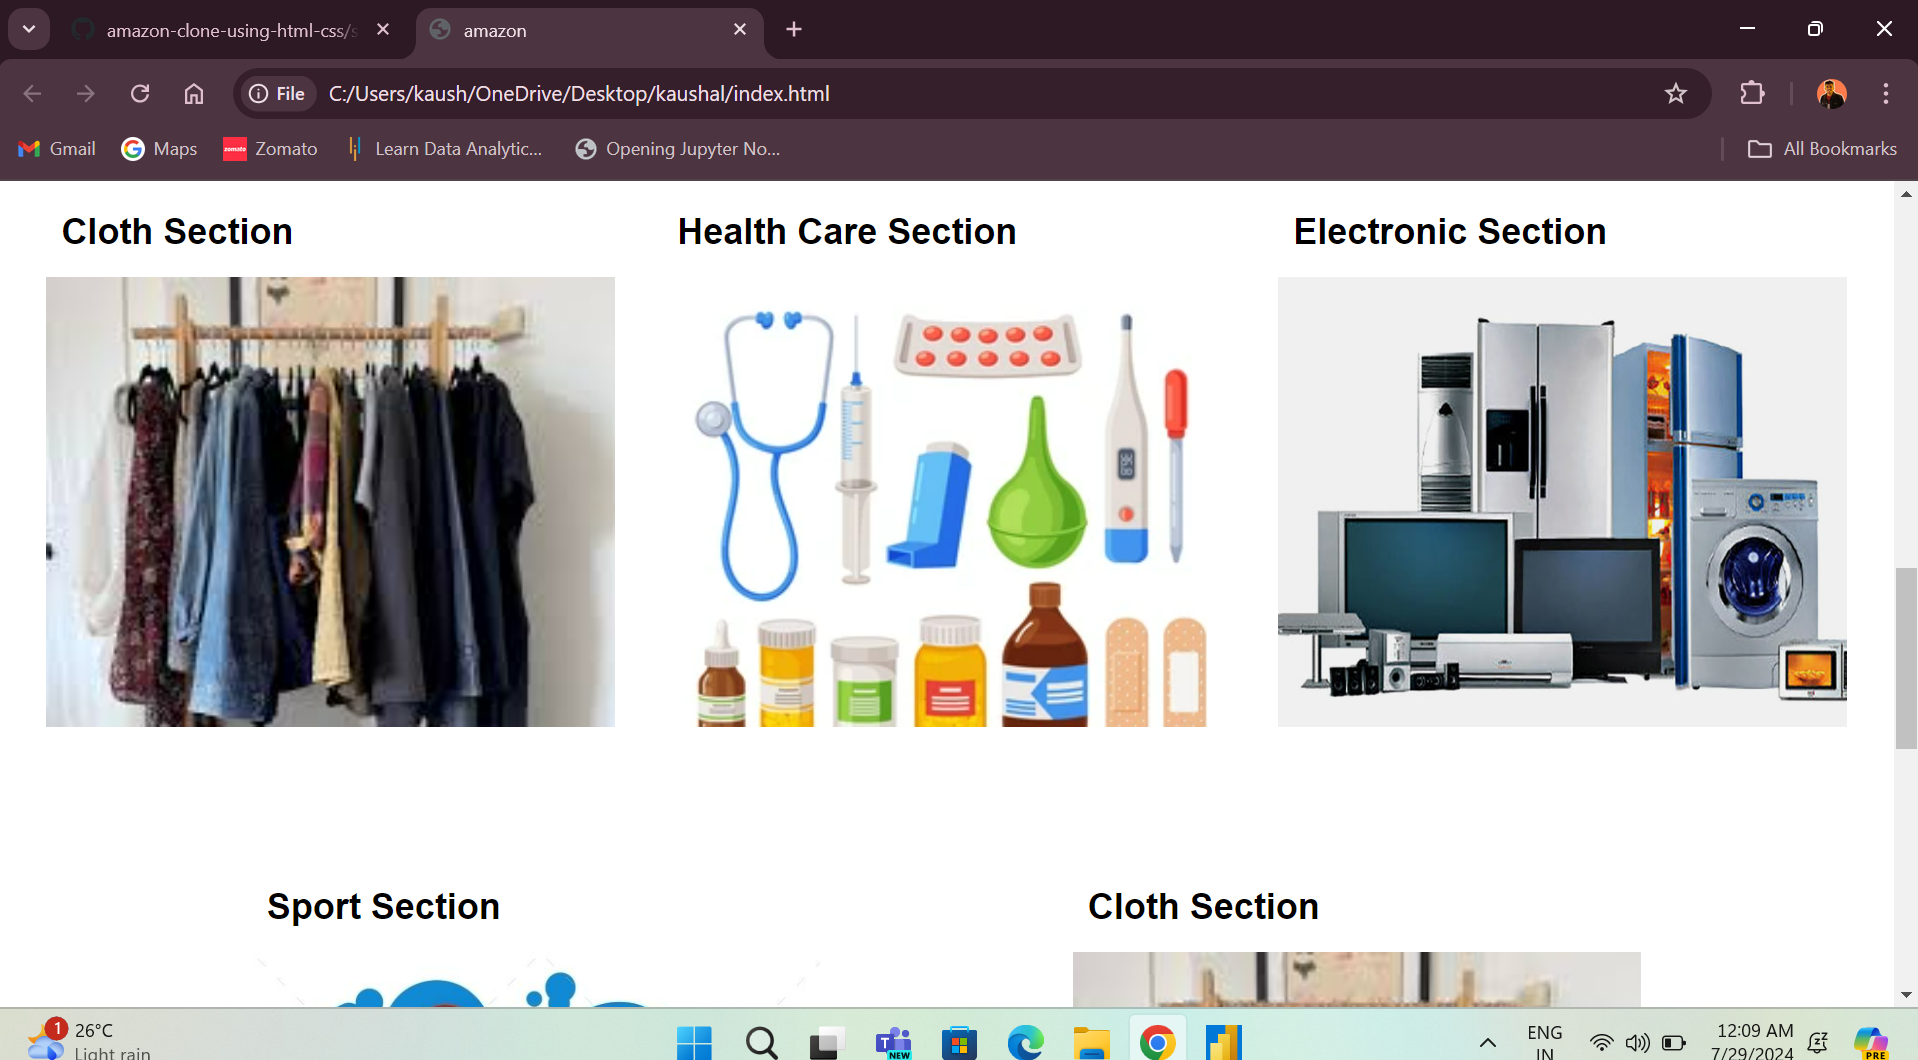 amazon-clone-using-html-css/s
amazon
File
C:/Users/kaush/OneDrive/Desktop/kaushal/index.html
Gmail
Maps
zomato
Zomato
Learn Data Analytic...
Opening Jupyter No...
All Bookmarks
Cloth Section
Health Care Section
Electronic Section
Sport Section
Cloth Section
1
26°C
Light rain
T
NEW
ENG
IN
12:09 AM
7/29/2024
PRE